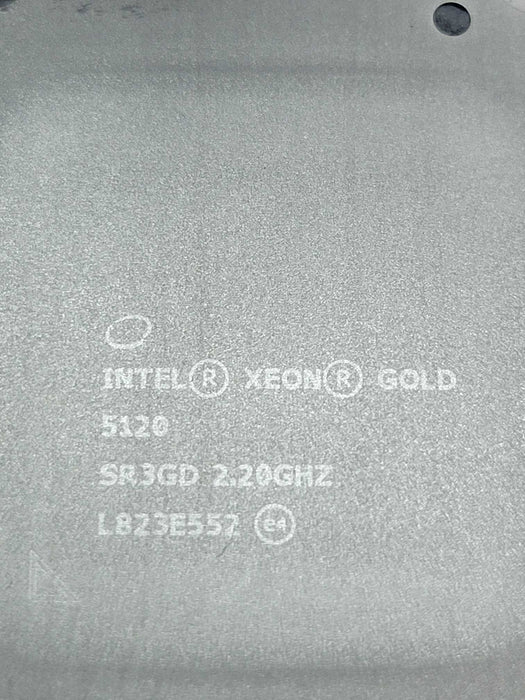 INTEL® XEON® GOLD
5120
SR3GD 2.20GHZ
L823E552 e4